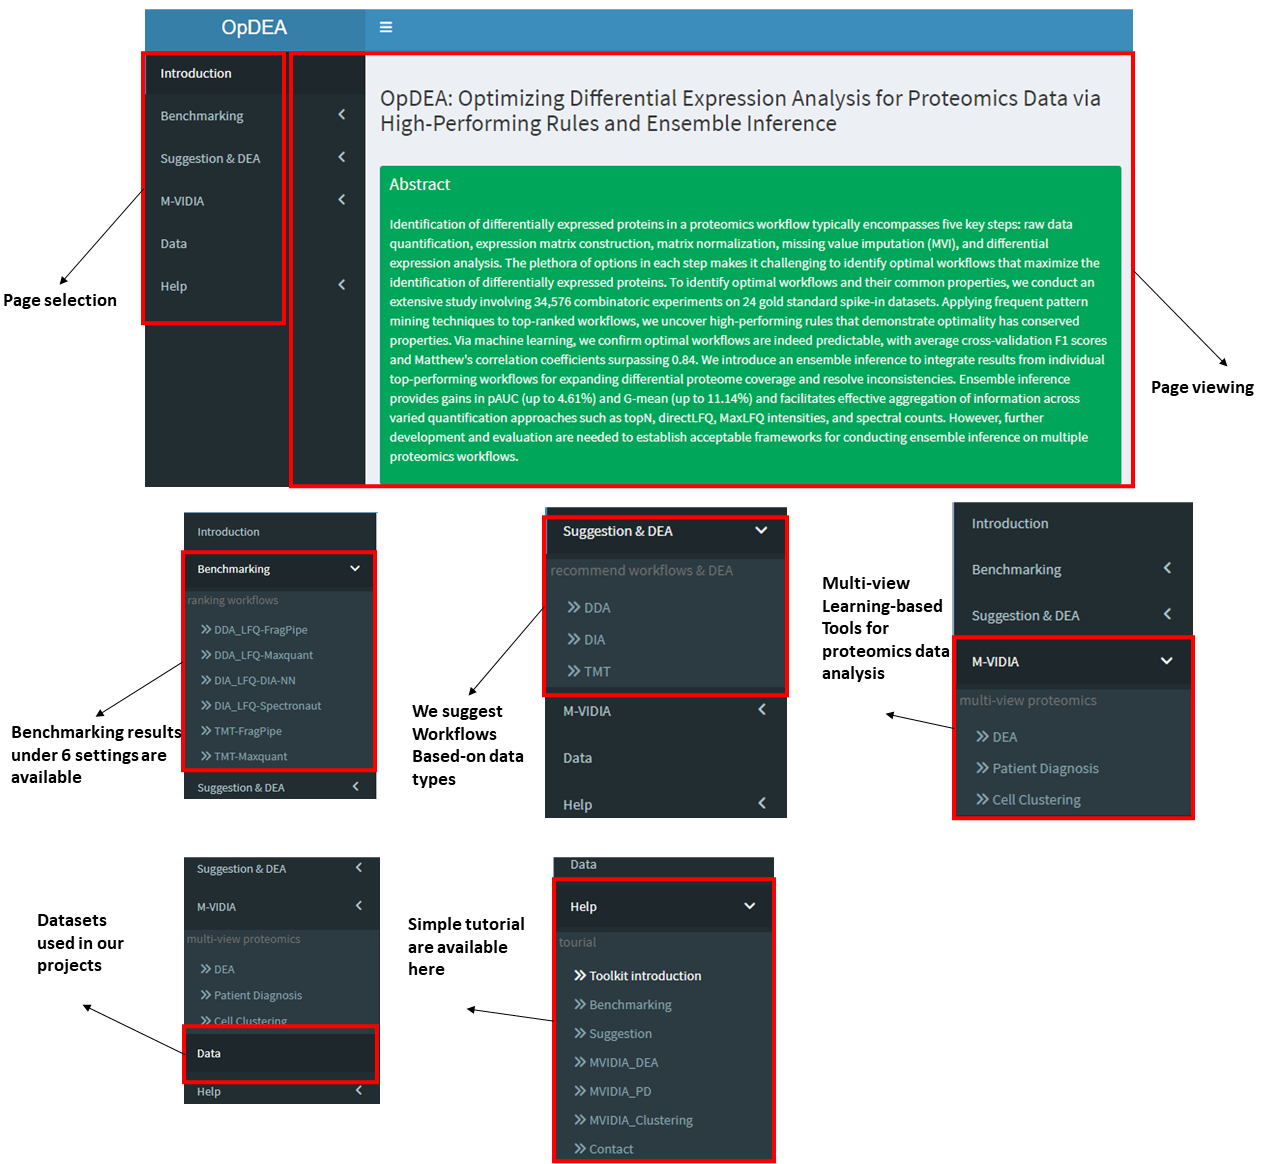 OpDEA
Introduction
Benchmarking
Suggestion & DEA
M-VIDIA
Data
Help
OpDEA: Optimizing Differential Expression Analysis for Proteomics Data via
High-Performing Rules and Ensemble Inference
Abstract
Identification of differentially expressed proteins in a proteomics workflow typically encompasses five key steps: raw data
quantification, expression matrix construction, matrix normalization, missing value imputation (MVI), and differential
expression analysis. The plethora of options in each step makes it challenging to identify optimal workflows that maximize the
identification of differentially expressed proteins. To identify optimal workflows and their common properties, we conduct an
extensive study involving 34,576 combinatoric experiments on 24 gold standard spike-in datasets. Applying frequent pattern
mining techniques to top-ranked workflows, we uncover high-performing rules that demonstrate optimality has conserved
properties. Via machine learning, we confirm optimal workflows are indeed predictable, with average cross-validation F1 scores
and Matthew's correlation coefficients surpassing 0.84. We introduce an ensemble inference to integrate results from individual
top-performing workflows for expanding differential proteome coverage and resolve inconsistencies. Ensemble inference
provides gains in pAUC (up to 4.61%) and G-mean (up to 11.14%) and facilitates effective aggregation of information across
varied quantification approaches such as topN, directLFQ, MaxLFQ intensities, and spectral counts. However, further
development and evaluation are needed to establish acceptable frameworks for conducting ensemble inference on multiple
proteomics workflows.
Page selection
Page viewing
Introduction
Benchmarking
ranking workflows
DDA_LFQ-FragPipe
DDA_LFQ-Maxquant
DIA_LFQ-DIA-NN
DIA_LFQ-Spectronaut
TMT-FragPipe
TMT-Maxquant
Suggestion & DEA
Benchmarking results
under 6 settings are
available
Suggestion & DEA
recommend workflows & DEA
DDA
DIA
TMT
M-VIDIA
Data
Help
We suggest
Workflows
Based-on data
types
Introduction
Benchmarking
Suggestion & DEA
M-VIDIA
multi-view proteomics
DEA
Patient Diagnosis
Cell Clustering
Multi-view
Learning-based
Tools for
proteomics data
analysis
Suggestion & DEA
M-VIDIA
multi-view proteomics
DEA
Patient Diagnosis
Cell Clustering
Data
Help
Datasets
used in our
projects
Data
Help
tourial
Toolkit introduction
Benchmarking
Suggestion
MVIDIA_DEA
MVIDIA_PD
MVIDIA_Clustering
Contact
Simple tutorial
are available
here